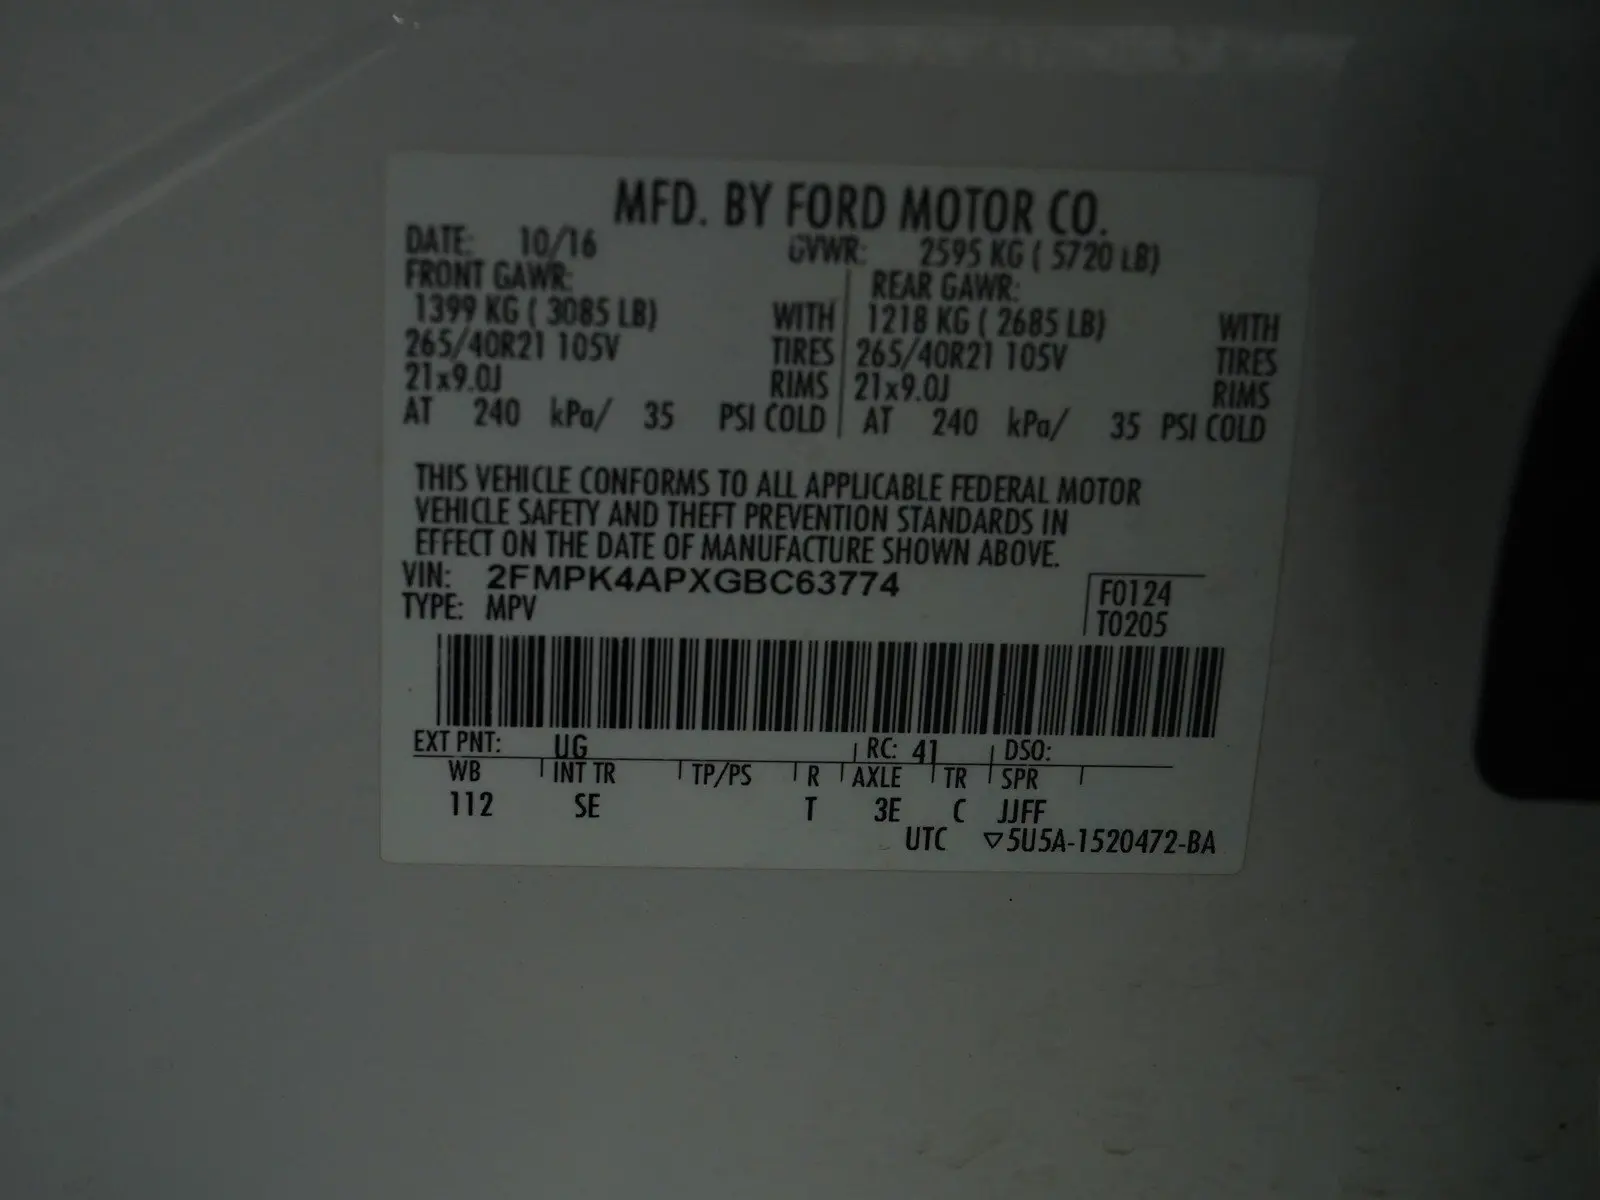 MFD. BY FORD MOTOR CO.
DATE: 10/16 GVWR: 2595 KG ( 5720 LB)
FRONT GAWR: REAR GAWR:
1399 KG ( 3085 LB) WITH 1218 KG ( 2685 LB) WITH
265/40R21 105V TIRES 265/40R21 105V TIRES
21x9.0J RIMS 21x9.0J RIMS
AT 240 kPa/ 35 PSI COLD AT 240 kPa/ 35 PSI COLD
THIS VEHICLE CONFORMS TO ALL APPLICABLE FEDERAL MOTOR
VEHICLE SAFETY AND THEFT PREVENTION STANDARDS IN
EFFECT ON THE DATE OF MANUFACTURE SHOWN ABOVE.
VIN: 2FMPK4APXGBC63774 F0124
TYPE: MPV T0205
EXT PNT: UG RC: 41 DSO:
WB INT TR TP/PS R AXLE TR SPR
112 SE T 3E C JJFF
UTC ▽5U5A-1520472-BA